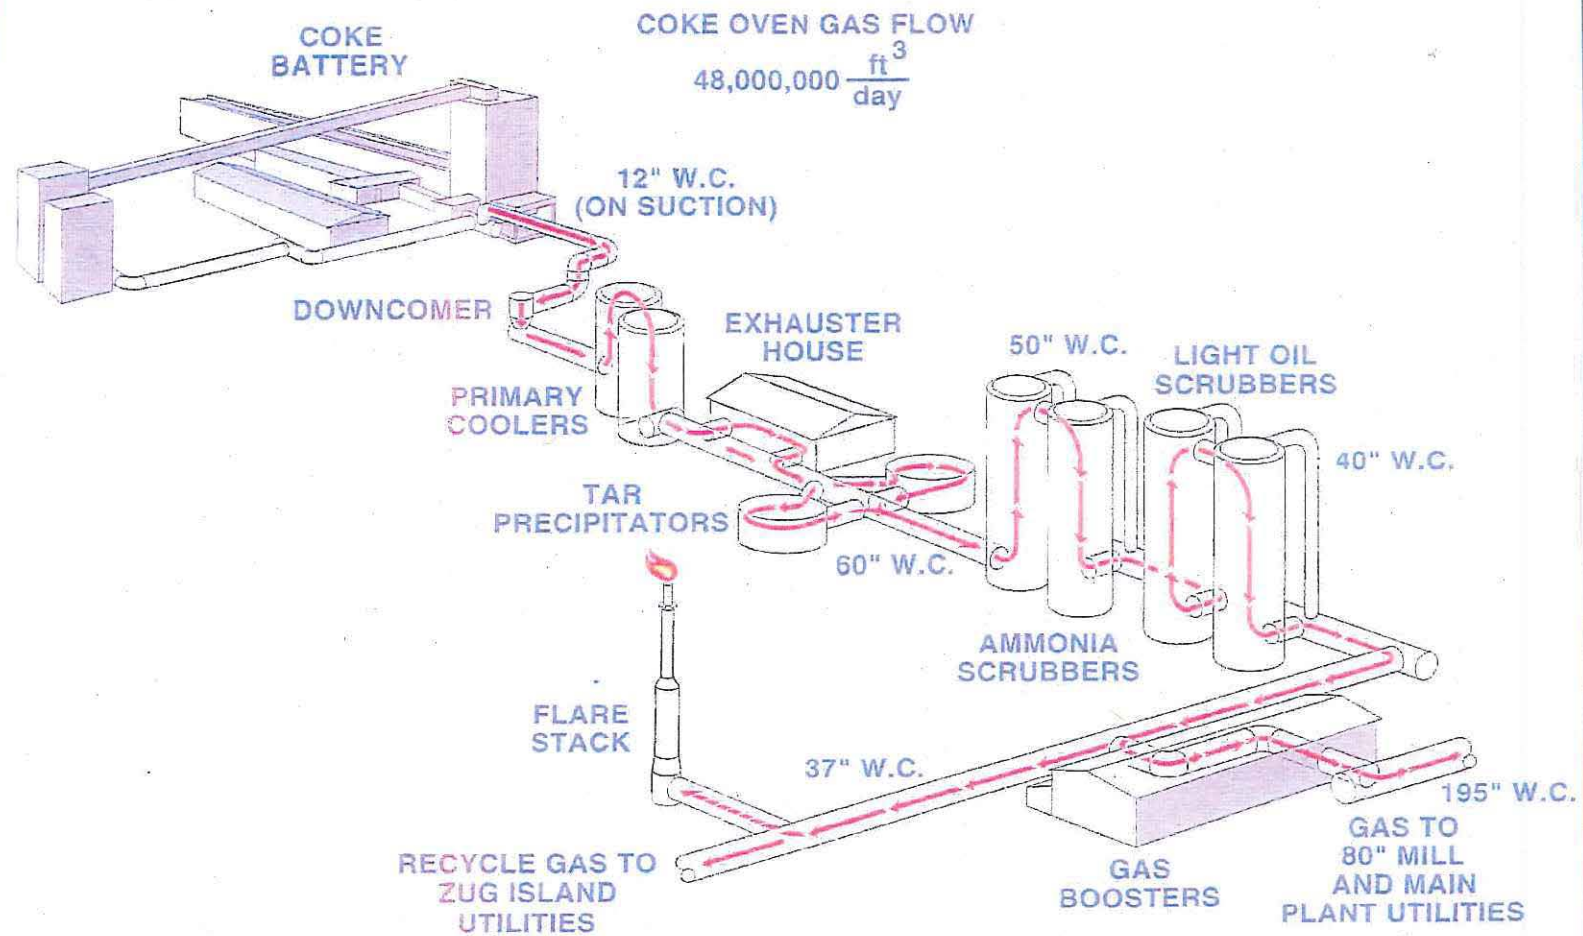 COKE OVEN GAS FLOW
48,000,000 ft³/day
COKE
BATTERY
12" W.C.
(ON SUCTION)
DOWNCOMER
PRIMARY
COOLERS
EXHAUSTER
HOUSE
TAR
PRECIPITATORS
60" W.C.
50" W.C.
LIGHT OIL
SCRUBBERS
40" W.C.
AMMONIA
SCRUBBERS
FLARE
STACK
37" W.C.
RECYCLE GAS TO
ZUG ISLAND
UTILITIES
GAS
BOOSTERS
195" W.C.
GAS TO
80" MILL
AND MAIN
PLANT UTILITIES